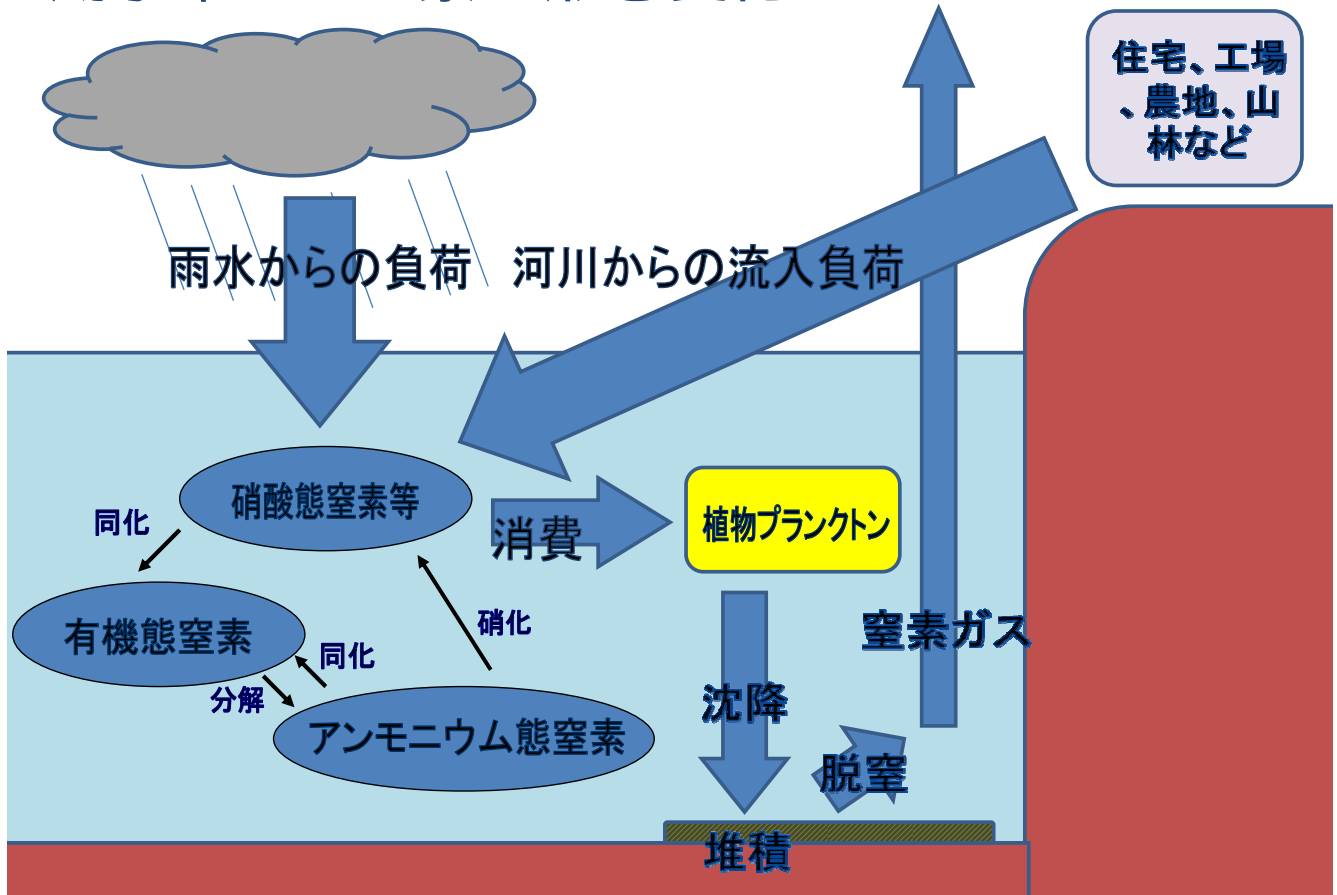 住宅、工場
、農地、山
林など
雨水からの負荷
河川からの流入負荷
硝酸態窒素等
同化
消費
植物プランクトン
有機態窒素
硝化
同化
窒素ガス
分解
沈降
アンモニウム態窒素
脱窒
堆積